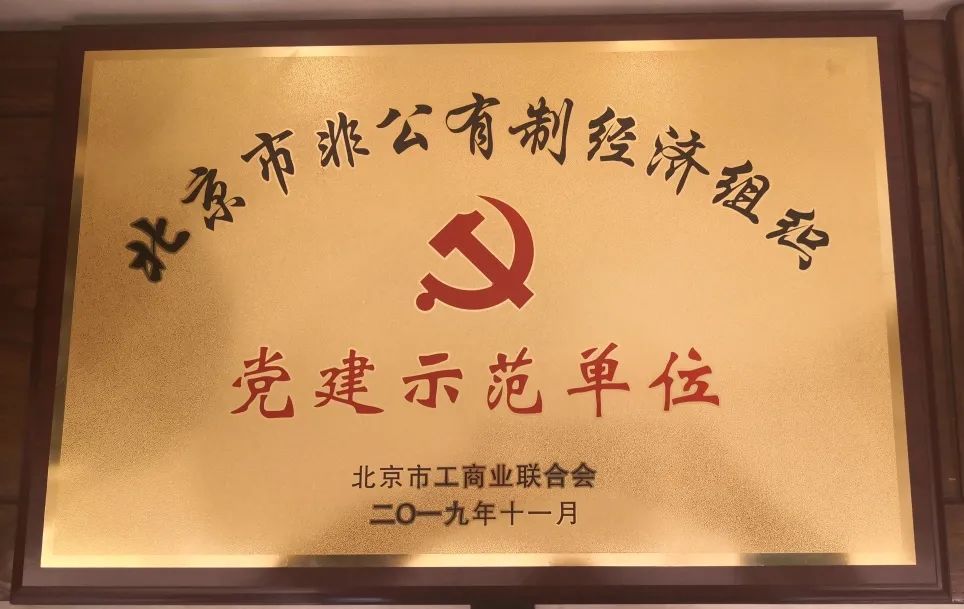 北京市非公有制经济组织
党建示范单位
北京市工商业联合会
二〇一九年十一月